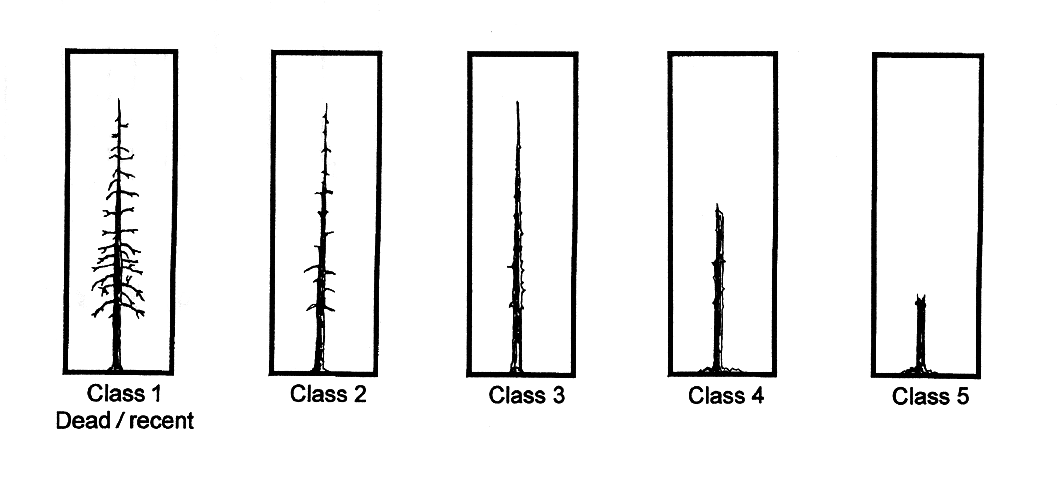 Class 1
Dead / recent
Class 2
Class 3
Class 4
Class 5